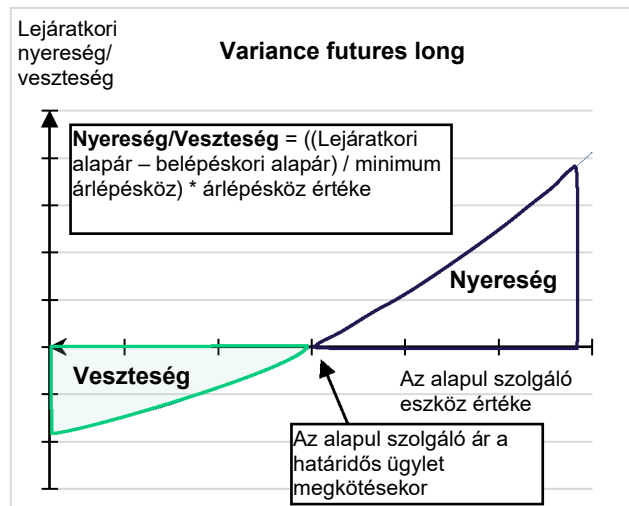 Lejáratkori
nyereség/
veszteség
Variance futures long
Nyereség/Veszteség = ((Lejáratkori
alapár – belépéskori alapár) / minimum
árlépésköz) * árlépésköz értéke
Nyereség
Veszteség
Az alapul szolgáló
eszköz értéke
Az alapul szolgáló ár a
határidős ügylet
megkötésekor